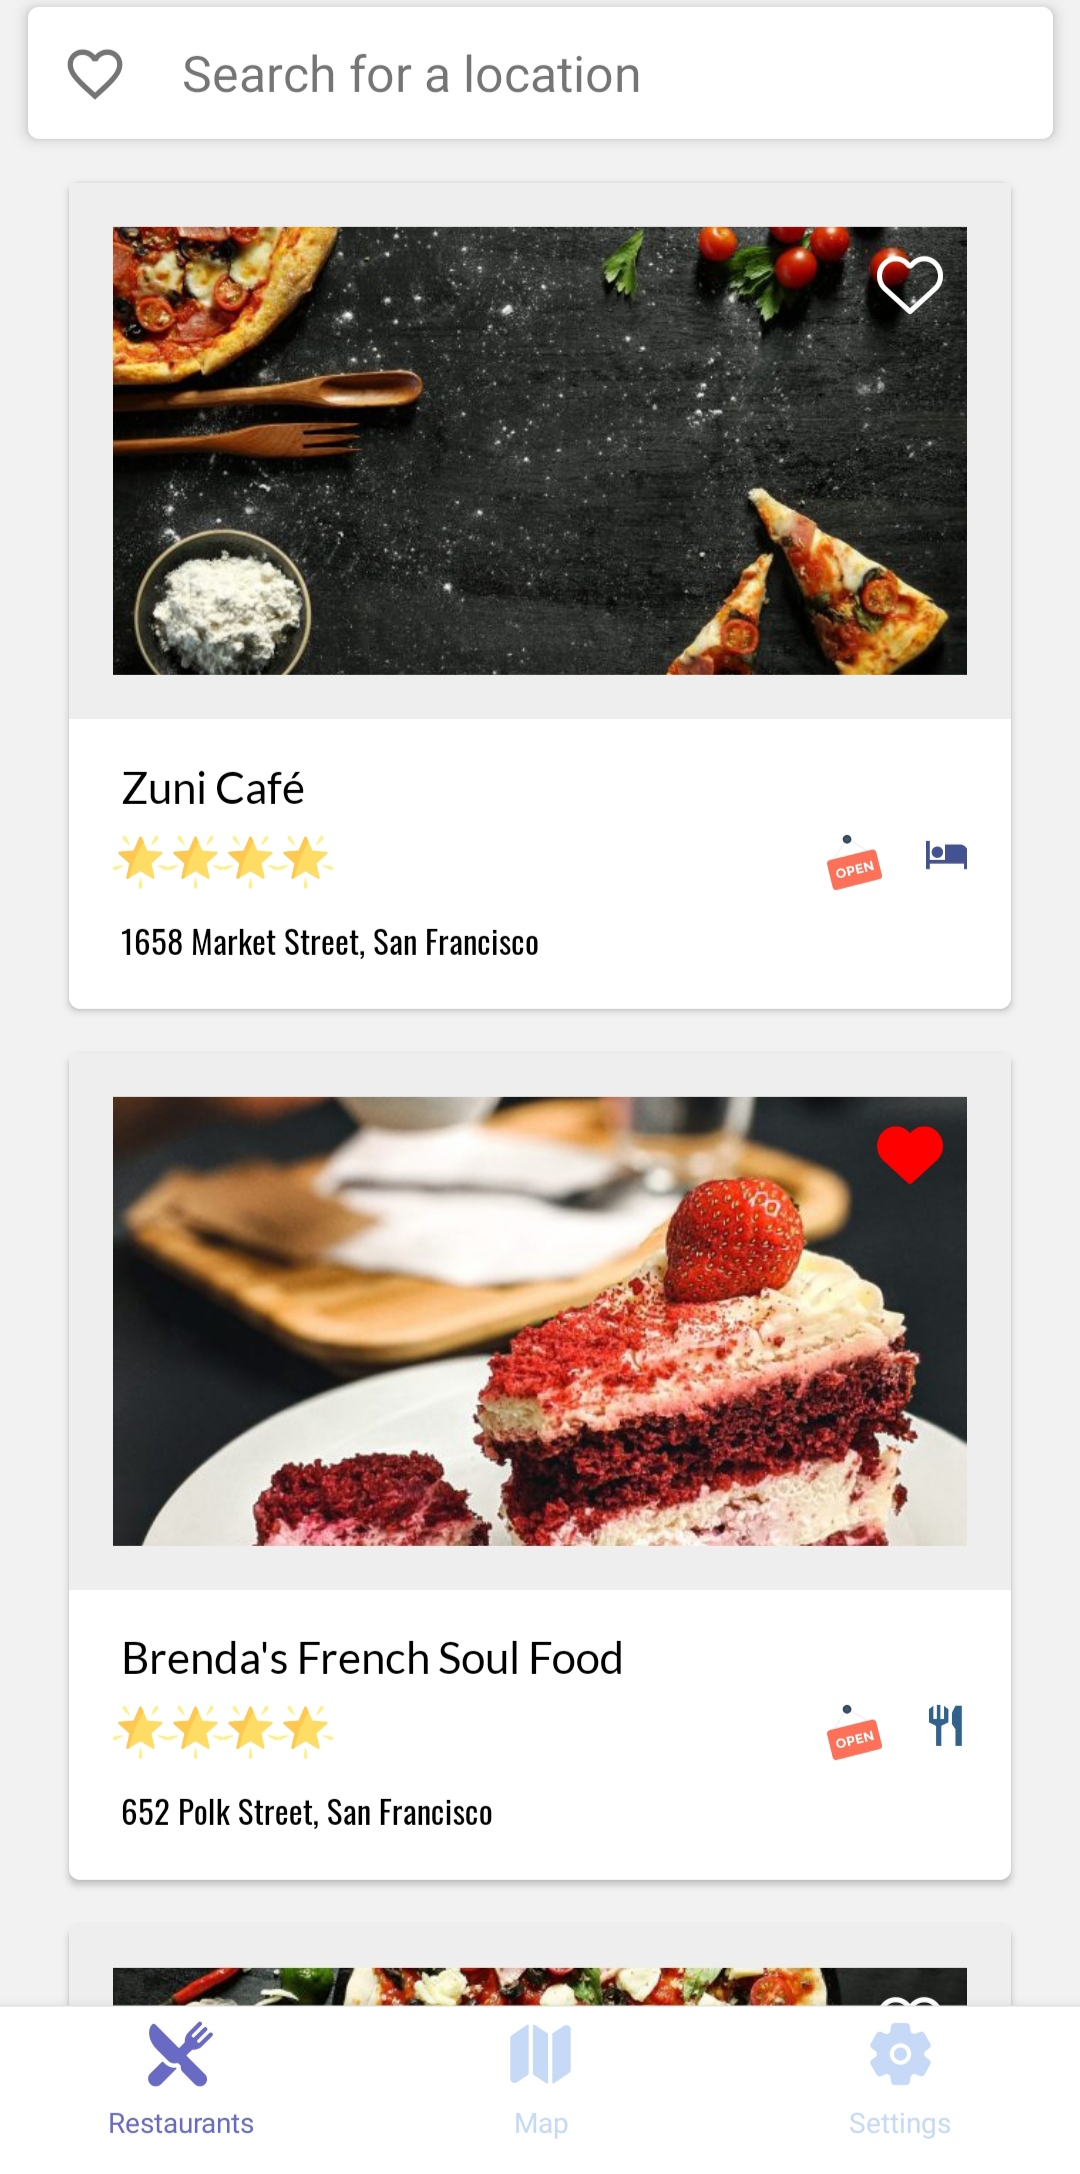 Search for a location
Zuni Café
OPEN
1658 Market Street, San Francisco
Brenda's French Soul Food
OPEN
652 Polk Street, San Francisco
Restaurants
Map
Settings